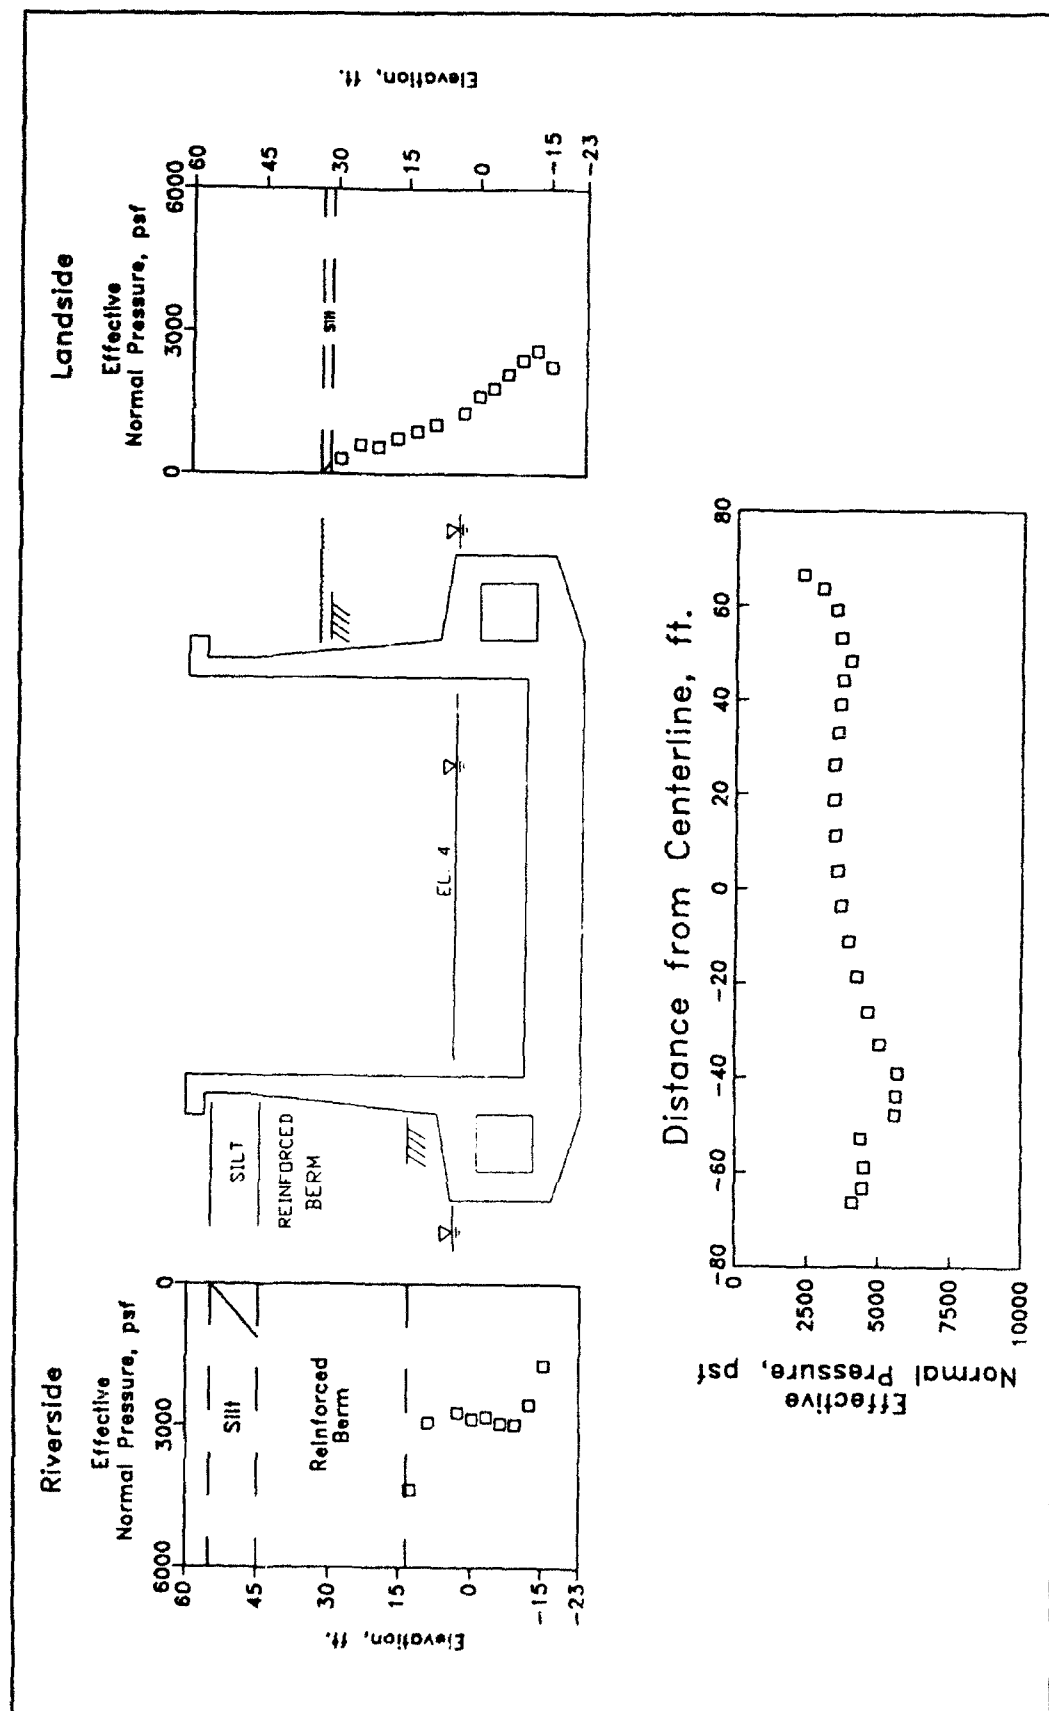 Riverside
Effective
Normal Pressure, psf
6000
3000
0
60
45
30
15
0
-15
-23
Elevation, ft.
Silt
Reinforced
Berm
SILT
REINFORCED
BERM
EL. 4
Landside
Effective
Normal Pressure, psf
0
3000
6000
60
45
30
15
0
-15
-23
Elevation, ft.
Silt
Distance from Centerline, ft.
-80
-60
-40
-20
0
20
40
60
80
0
2500
5000
7500
10000
Effective
Normal Pressure, psf